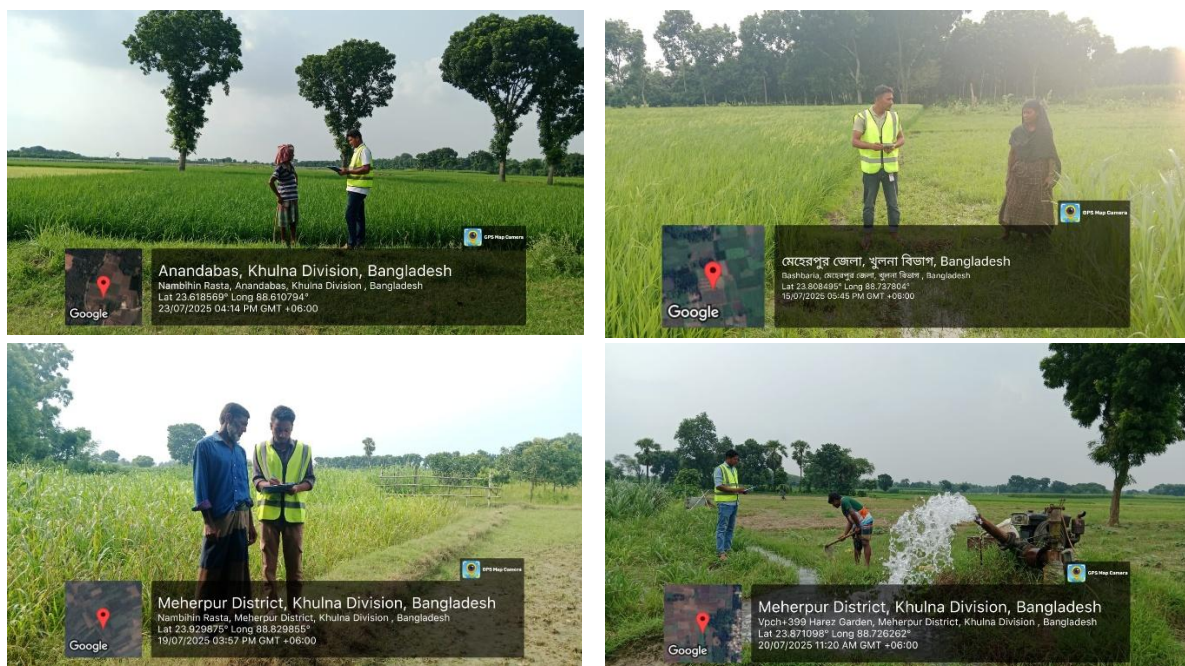 GPS Map Camera
Anandabas, Khulna Division, Bangladesh
Nambihin Rasta, Anandabas, Khulna Division , Bangladesh
Lat 23.618569° Long 88.610794°
23/07/2025 04:14 PM GMT +06:00
Google
GPS Map Camera
মেহেরপুর জেলা, খুলনা বিভাগ, Bangladesh
Bashbaria, মেহেরপুর জেলা, খুলনা বিভাগ , Bangladesh
Lat 23.808495° Long 88.737804°
15/07/2025 05:45 PM GMT +06:00
Google
GPS Map Camera
Meherpur District, Khulna Division, Bangladesh
Nambihin Rasta, Meherpur District, Khulna Division , Bangladesh
Lat 23.929875° Long 88.829855°
19/07/2025 03:57 PM GMT +06:00
Google
GPS Map Camera
Meherpur District, Khulna Division, Bangladesh
Vpch+399 Harez Garden, Meherpur District, Khulna Division , Bangladesh
Lat 23.871098° Long 88.726262°
20/07/2025 11:20 AM GMT +06:00
Google